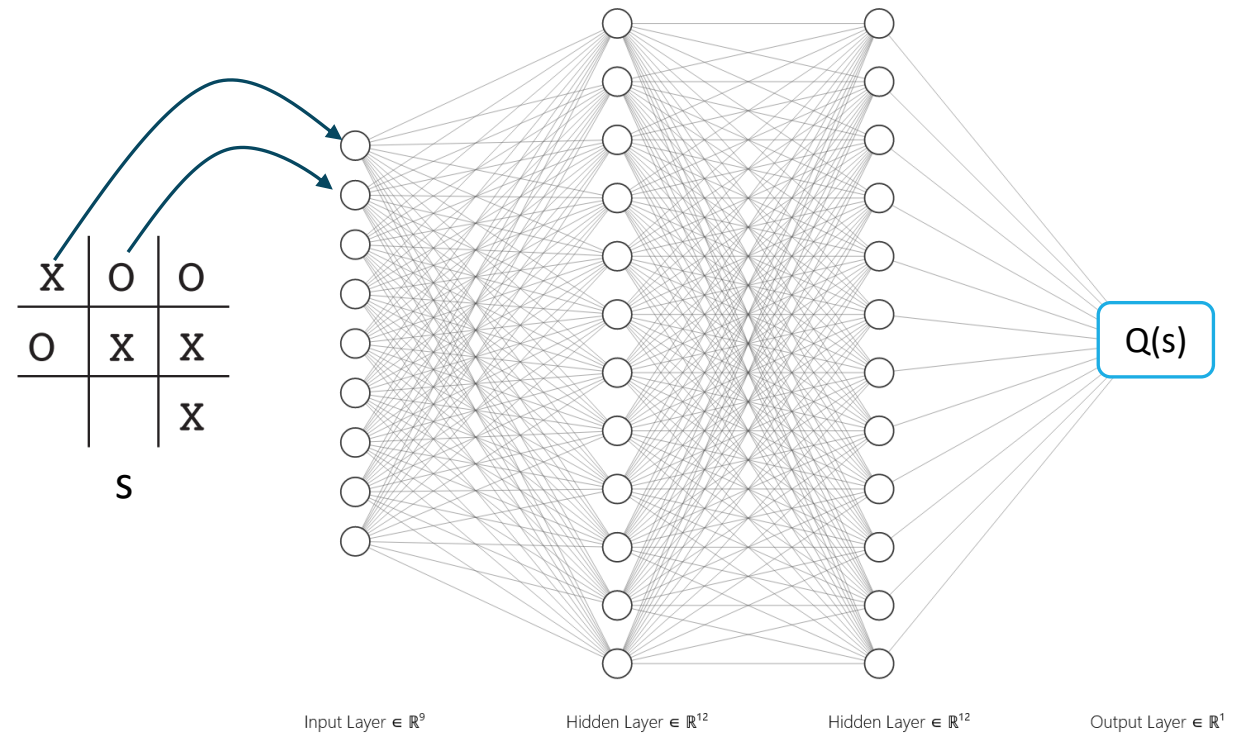 X O O
O X X
X
S
Q(s)
Input Layer ∈ ℝ⁹
Hidden Layer ∈ ℝ¹²
Hidden Layer ∈ ℝ¹²
Output Layer ∈ ℝ¹